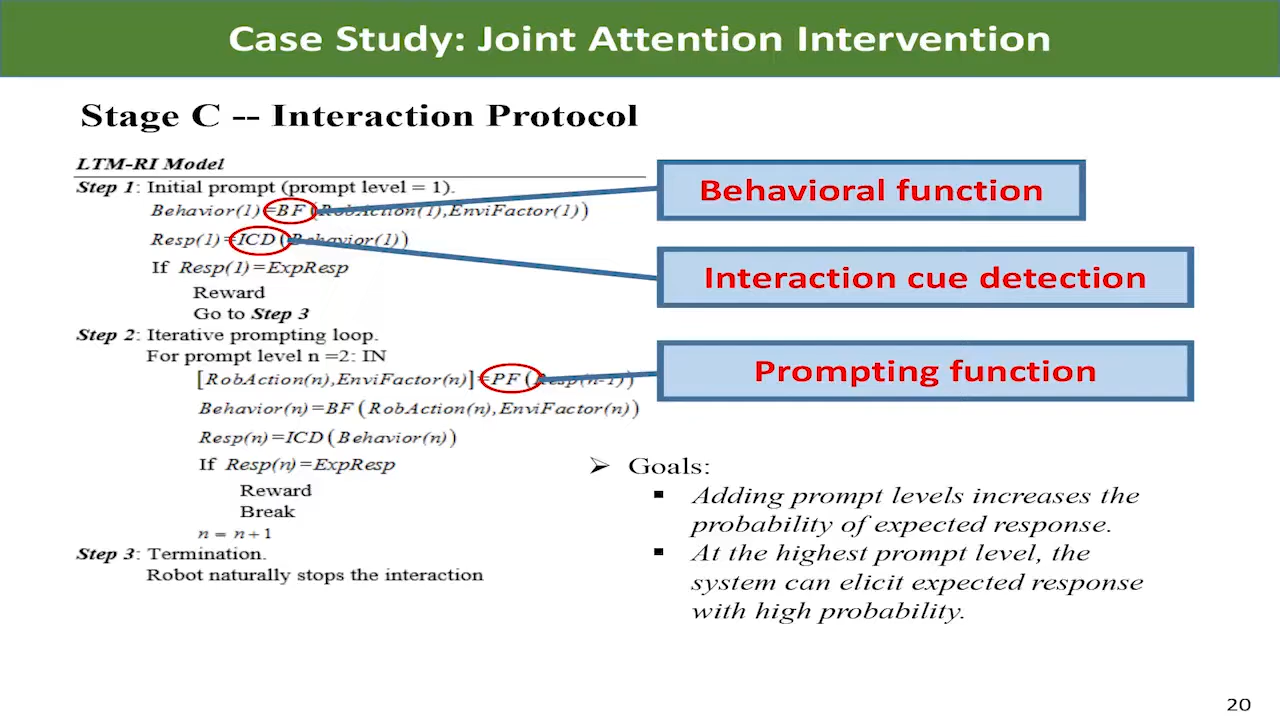 Case Study: Joint Attention Intervention
Stage C -- Interaction Protocol
LTM-RI Model
Step 1: Initial prompt (prompt level = 1).
Behavior(1)=BF(RobAction(1),EnviFactor(1))
Resp(1)=ICD(Behavior(1))
If Resp(1)=ExpResp
Reward
Go to Step 3
Step 2: Iterative prompting loop.
For prompt level n =2: IN
[RobAction(n),EnviFactor(n)]=PF(Resp(n-1))
Behavior(n)=BF(RobAction(n),EnviFactor(n))
Resp(n)=ICD(Behavior(n))
If Resp(n)=ExpResp
Reward
Break
n = n+1
Step 3: Termination.
Robot naturally stops the interaction
Behavioral function
Interaction cue detection
Prompting function
➢ Goals:
▪ Adding prompt levels increases the
probability of expected response.
▪ At the highest prompt level, the
system can elicit expected response
with high probability.
20